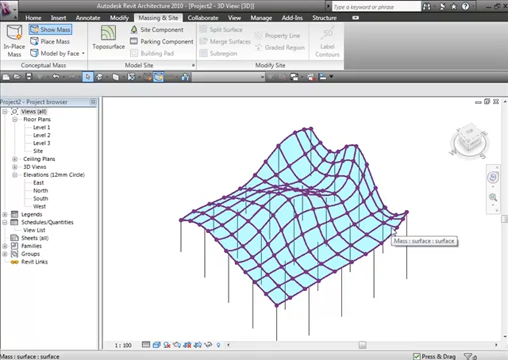 Autodesk Revit Architecture 2010 - [Project2 - 3D View: {3D}]
Type a keyword or phrase
Home Insert Annotate Structure Massing & Site Collaborate View Manage Add-Ins Modify
Show Mass
In-Place Mass
Place Mass
Model by Face
Conceptual Mass
Toposurface
Site Component
Parking Component
Building Pad
Model Site
Split Surface
Merge Surfaces
Subregion
Property Line
Graded Region
Label Contours
Modify Site
Project2 - Project browser
Views (all)
Floor Plans
Level 1
Level 2
Level 3
Site
Ceiling Plans
3D Views
Elevations (12mm Circle)
East
North
South
West
Legends
Schedules/Quantities
View List
Sheets (all)
Families
Groups
Revit Links
Mass : surface : surface
1 : 100
Mass : surface : surface
Press & Drag
:0